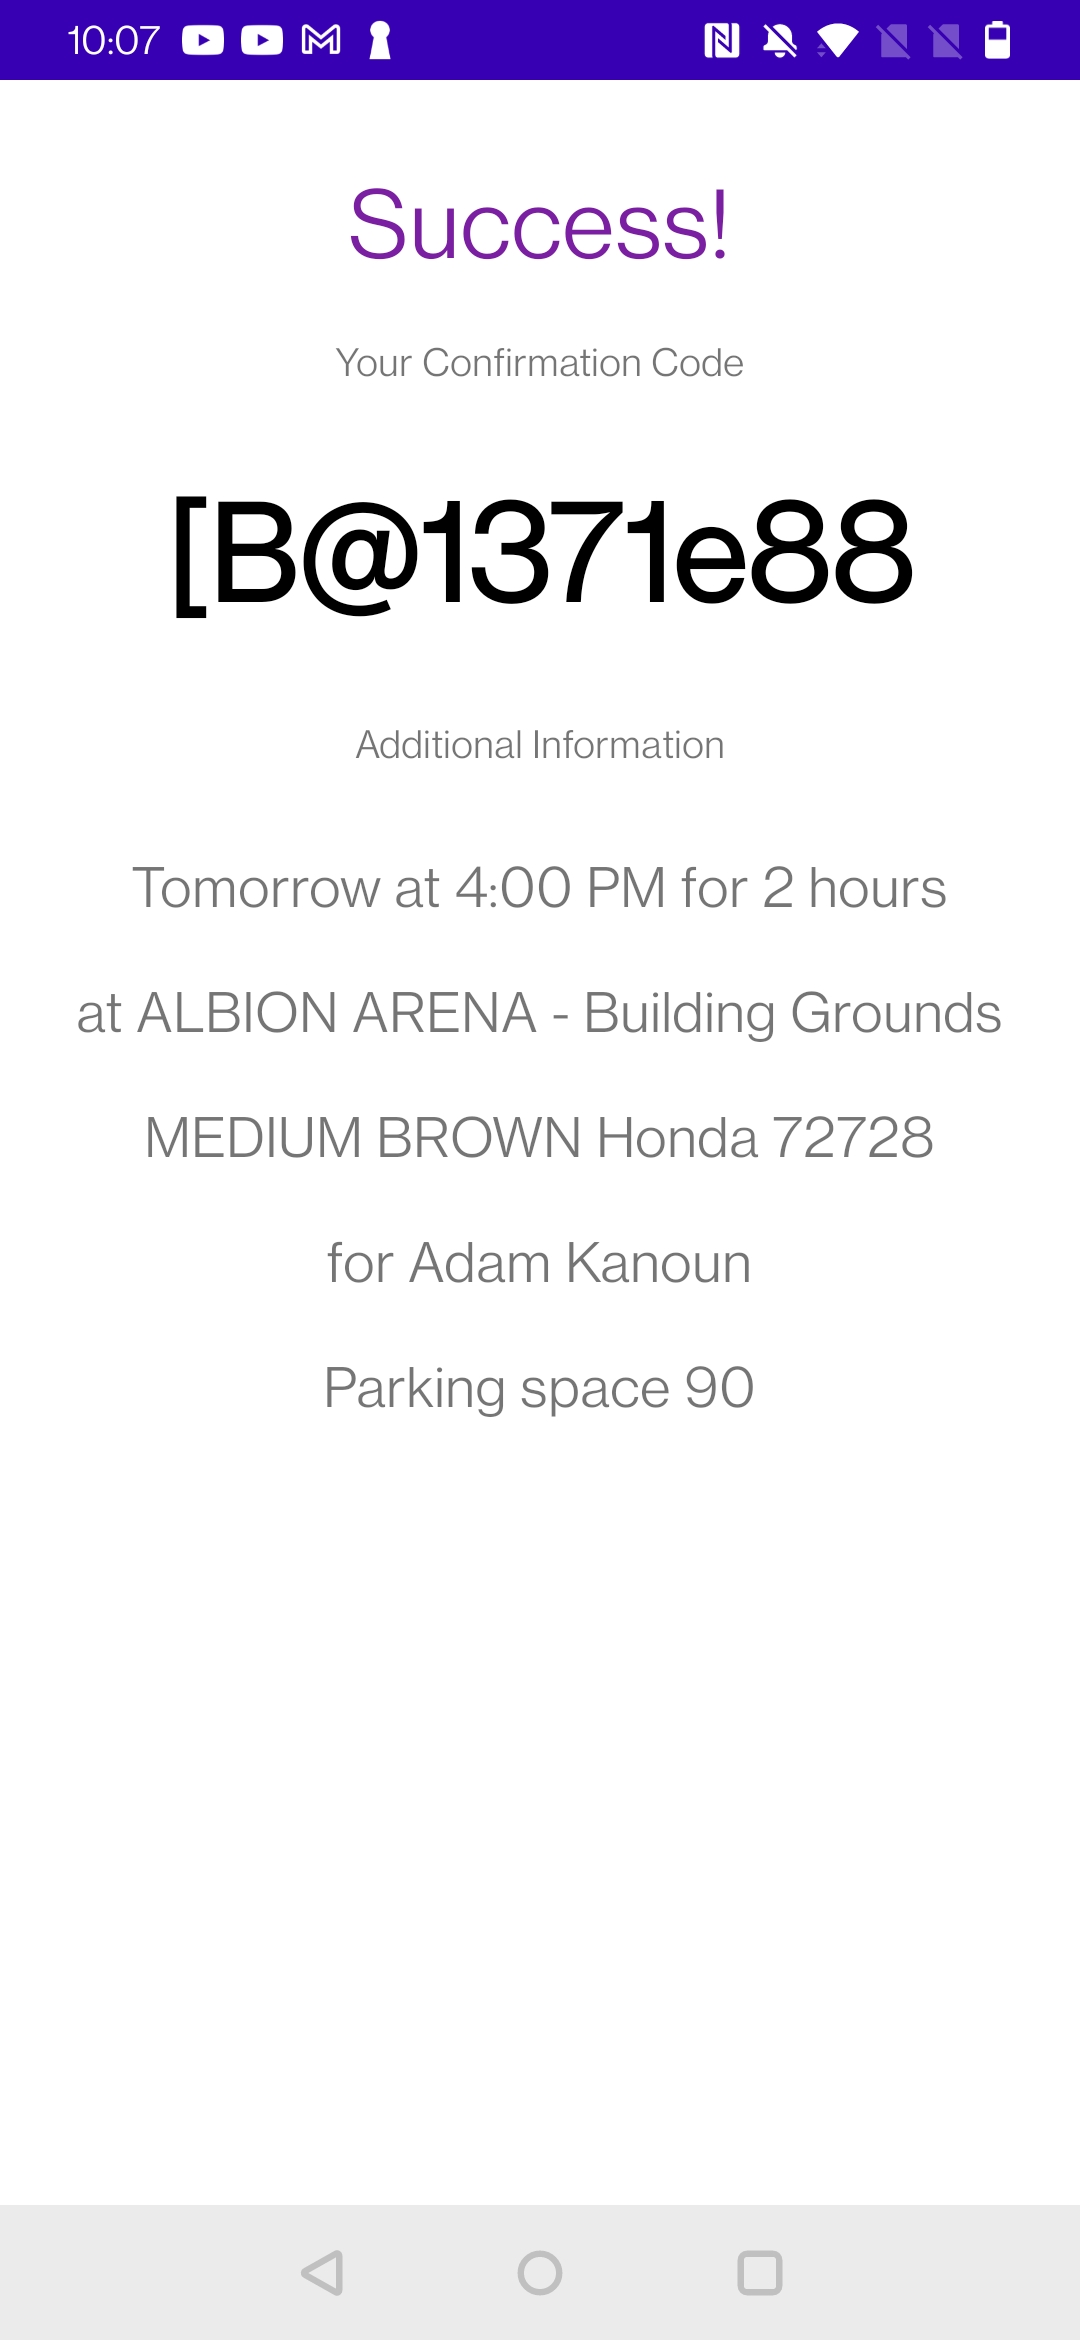 10:07
Success!
Your Confirmation Code
[B@1371e88
Additional Information
Tomorrow at 4:00 PM for 2 hours
at ALBION ARENA - Building Grounds
MEDIUM BROWN Honda 72728
for Adam Kanoun
Parking space 90